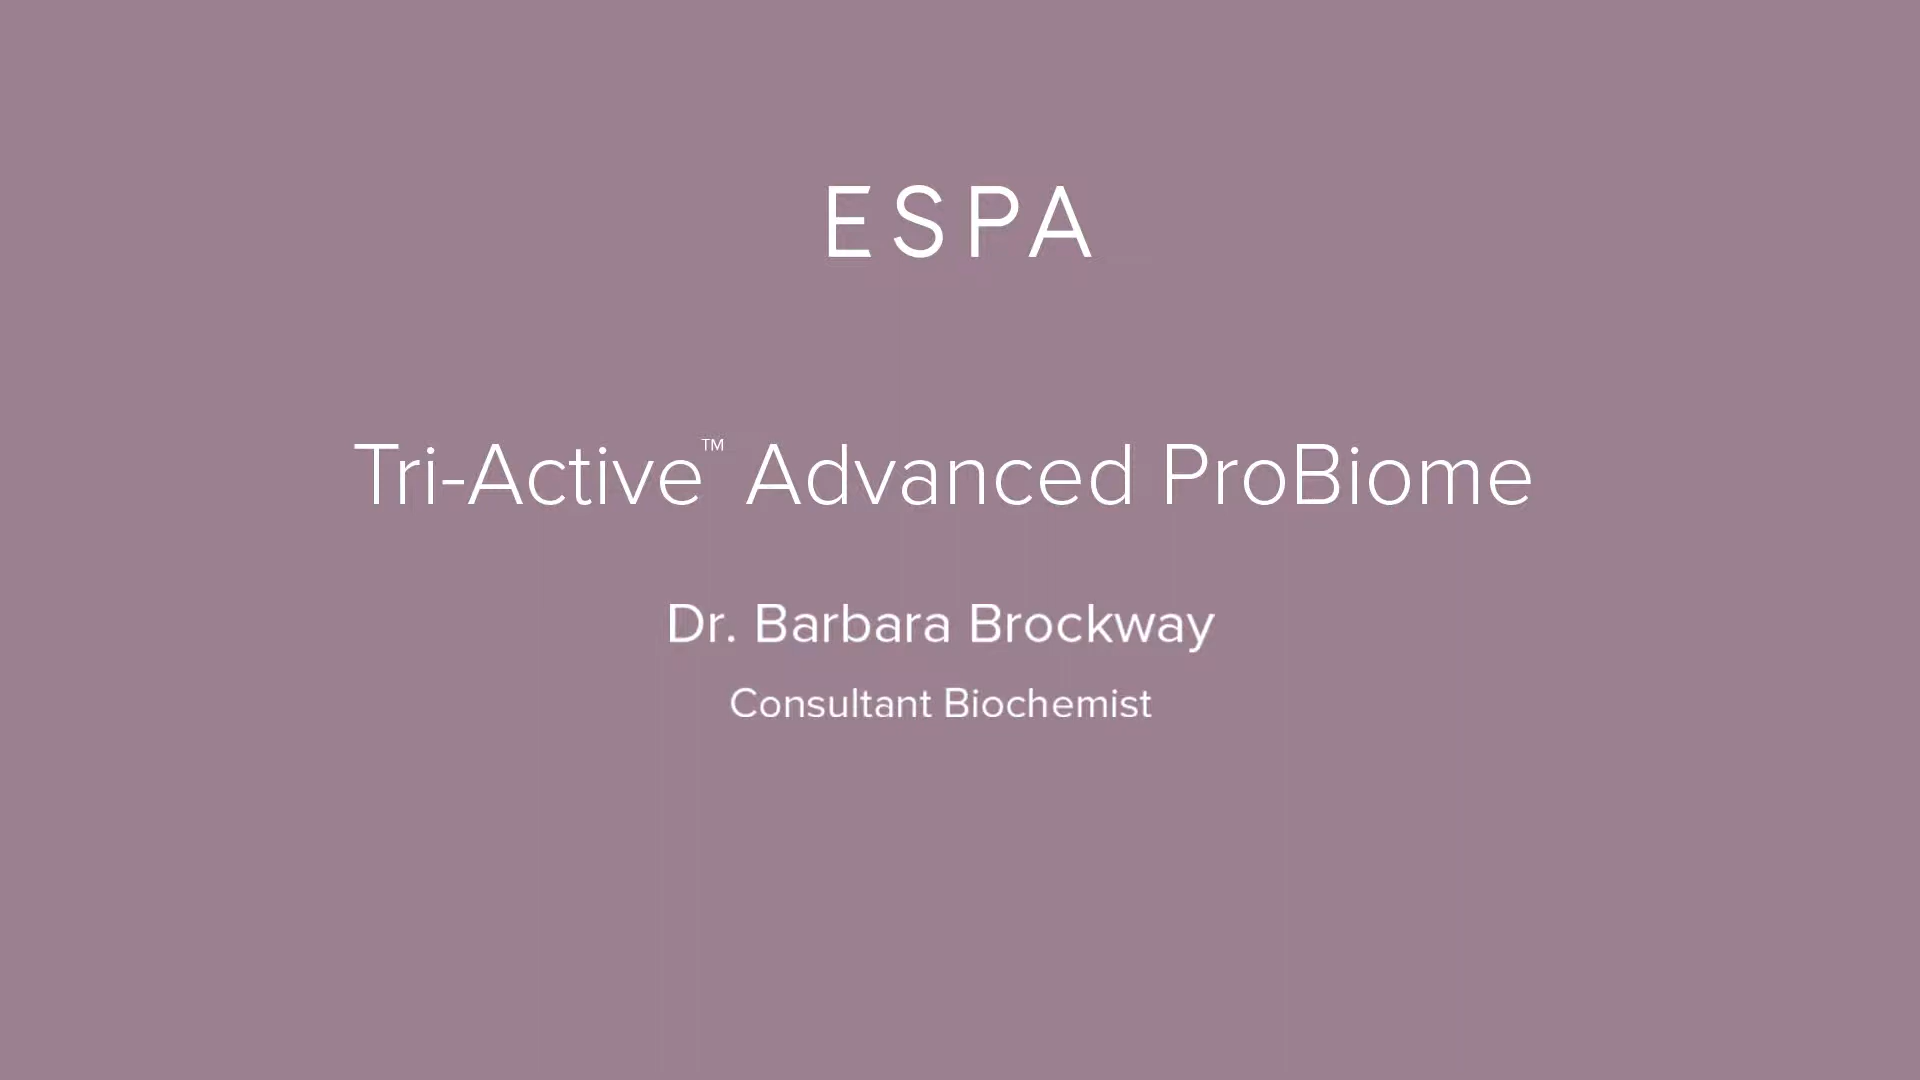 ESPA
Tri-Active™ Advanced ProBiome
Dr. Barbara Brockway
Consultant Biochemist